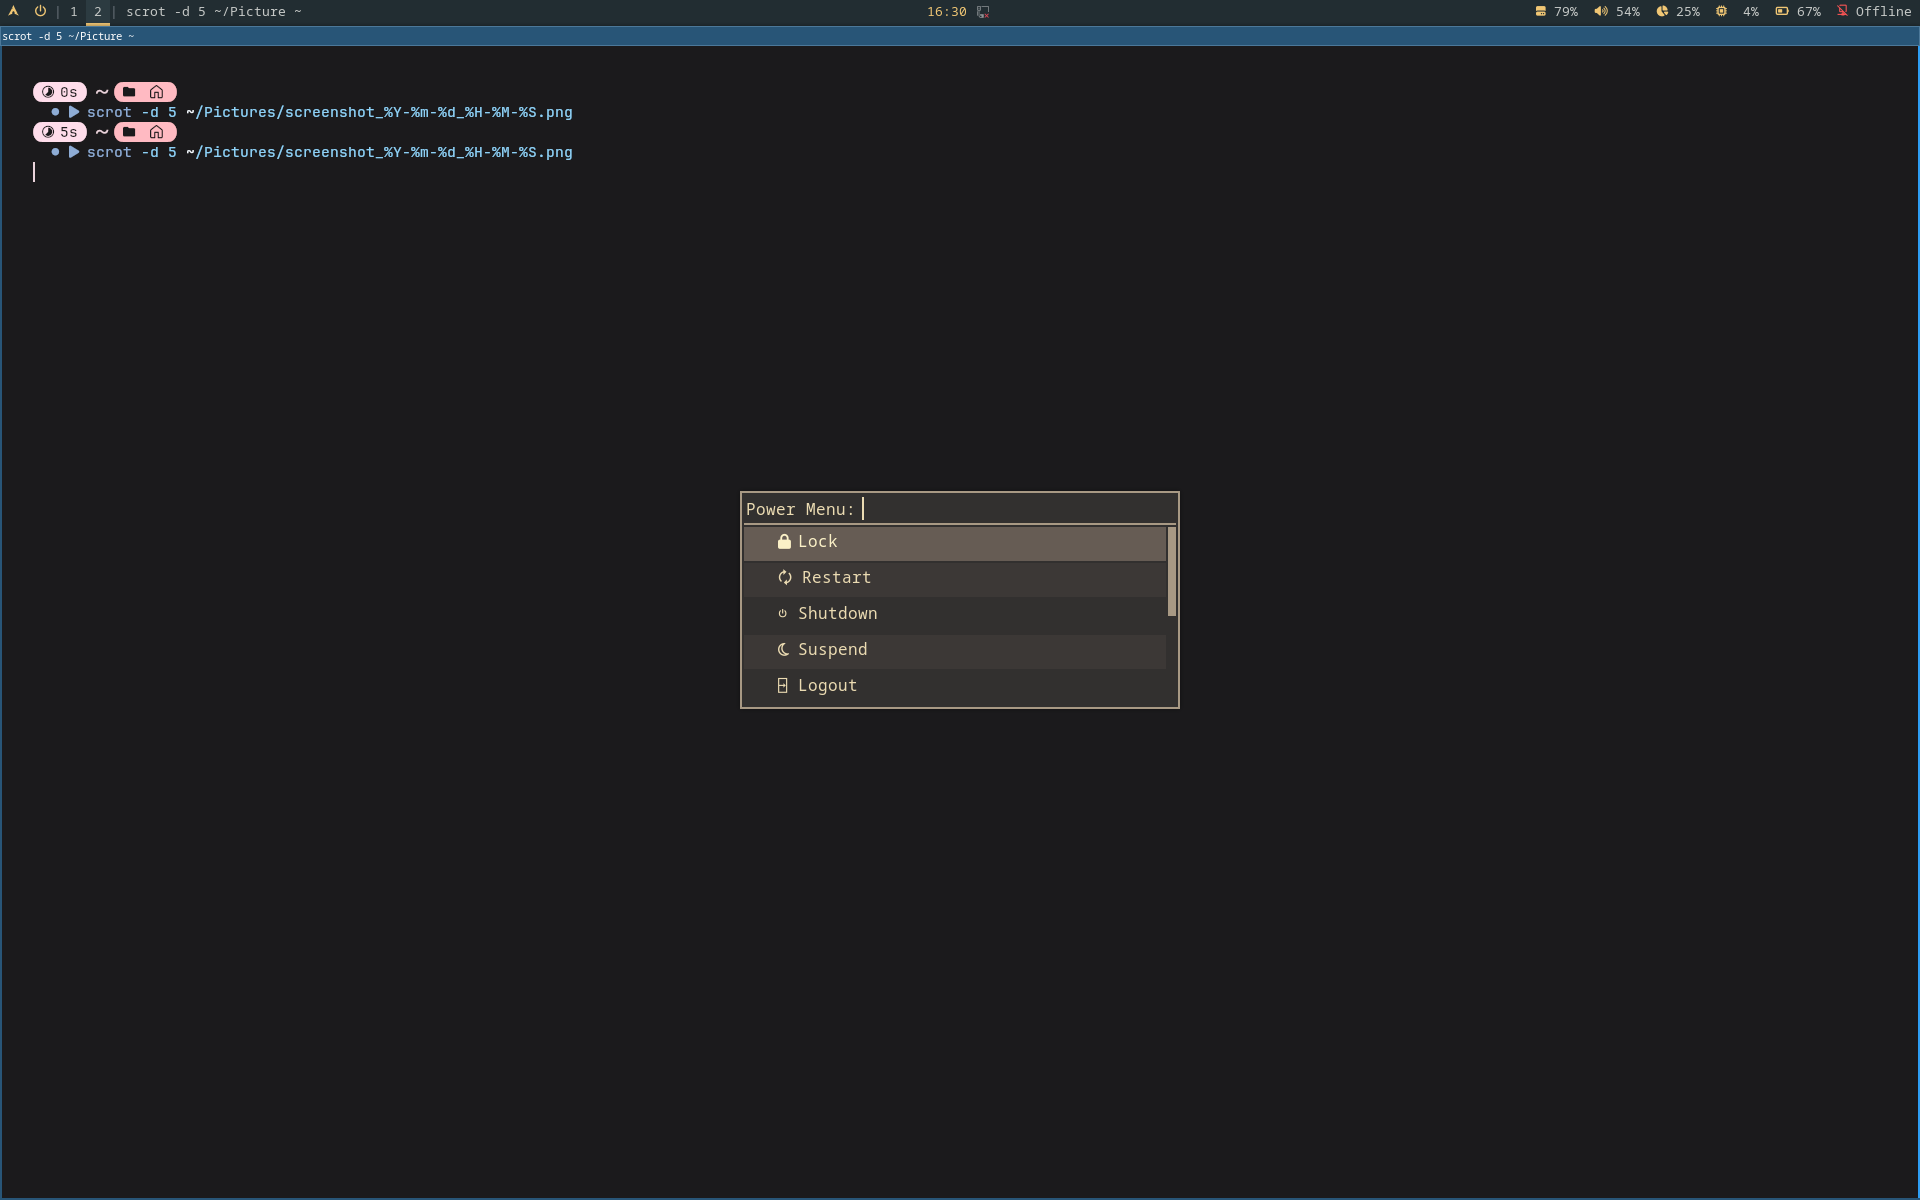 1 2 scrot -d 5 ~/Picture ~ 16:30 79% 54% 25% 4% 67% Offline
scrot -d 5 ~/Picture ~
0s ~
scrot -d 5 ~/Pictures/screenshot_%Y-%m-%d_%H-%M-%S.png
5s ~
scrot -d 5 ~/Pictures/screenshot_%Y-%m-%d_%H-%M-%S.png
Power Menu:
Lock
Restart
Shutdown
Suspend
Logout